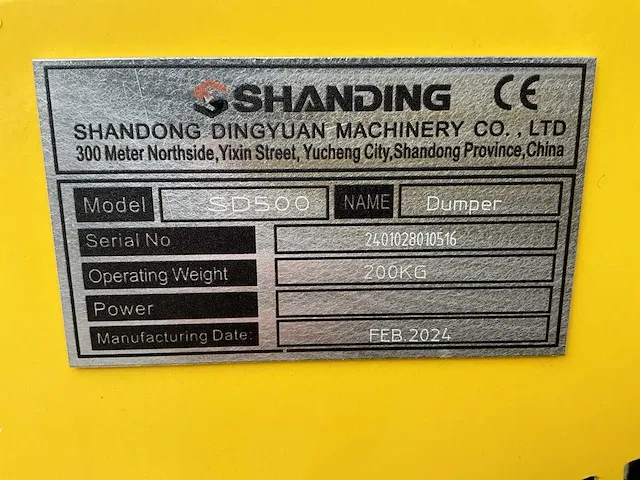 SHANDING CE
SHANDONG DINGYUAN MACHINERY CO. , LTD
300 Meter Northside,Yixin Street, Yucheng City,Shandong Province,China
Model SD500 NAME Dumper
Serial No 2401028010516
Operating Weight 200KG
Power
Manufacturing Date: FEB.2024